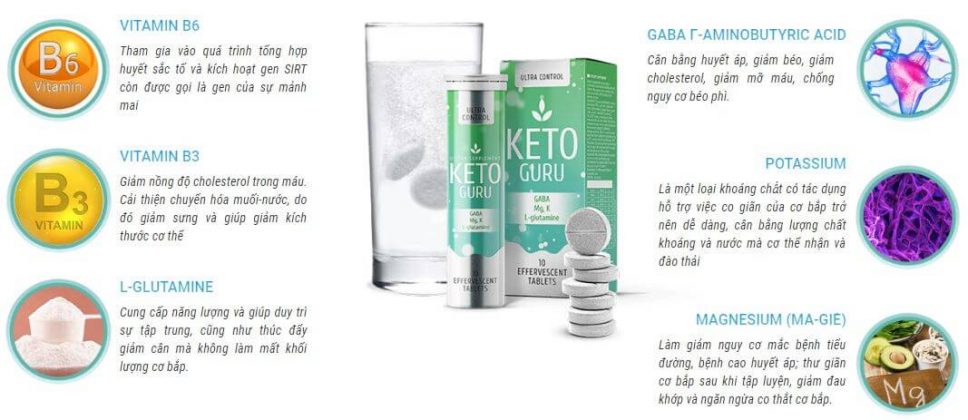 VITAMIN B6
Tham gia vào quá trình tổng hợp
huyết sắc tố và kích hoạt gen SIRT
còn được gọi là gen của sự mảnh
mai
B6
Vitamin
VITAMIN B3
Giảm nồng độ cholesterol trong máu.
Cải thiện chuyển hóa muối-nước, do
đó giảm sưng và giúp giảm kích
thước cơ thể
B3
VITAMIN
L-GLUTAMINE
Cung cấp năng lượng và giúp duy trì
sự tập trung, cũng như thúc đẩy
giảm cân mà không làm mất khối
lượng cơ bắp.
ULTRA
CONTROL
KETO
GURU
GABA
Mg, K
L-glutamine
10
EFFERVESCENT
TABLETS
ULTRA CONTROL
KETO
GURU
GABA
Mg, K
L-glutamine
10
EFFERVESCENT
TABLETS
GABA Γ-AMINOBUTYRIC ACID
Cân bằng huyết áp, giảm béo, giảm
cholesterol, giảm mỡ máu, chống
nguy cơ béo phì.
POTASSIUM
Là một loại khoáng chất có tác dụng
hỗ trợ việc co giãn của cơ bắp trở
nên dễ dàng, cân bằng lượng chất
khoáng và nước mà cơ thể nhận và
đào thải
MAGNESIUM (MA-GIÊ)
Làm giảm nguy cơ mắc bệnh tiểu
đường, bệnh cao huyết áp; thư giãn
cơ bắp sau khi tập luyện, giảm đau
khớp và ngăn ngừa co thắt cơ bắp.
Mg